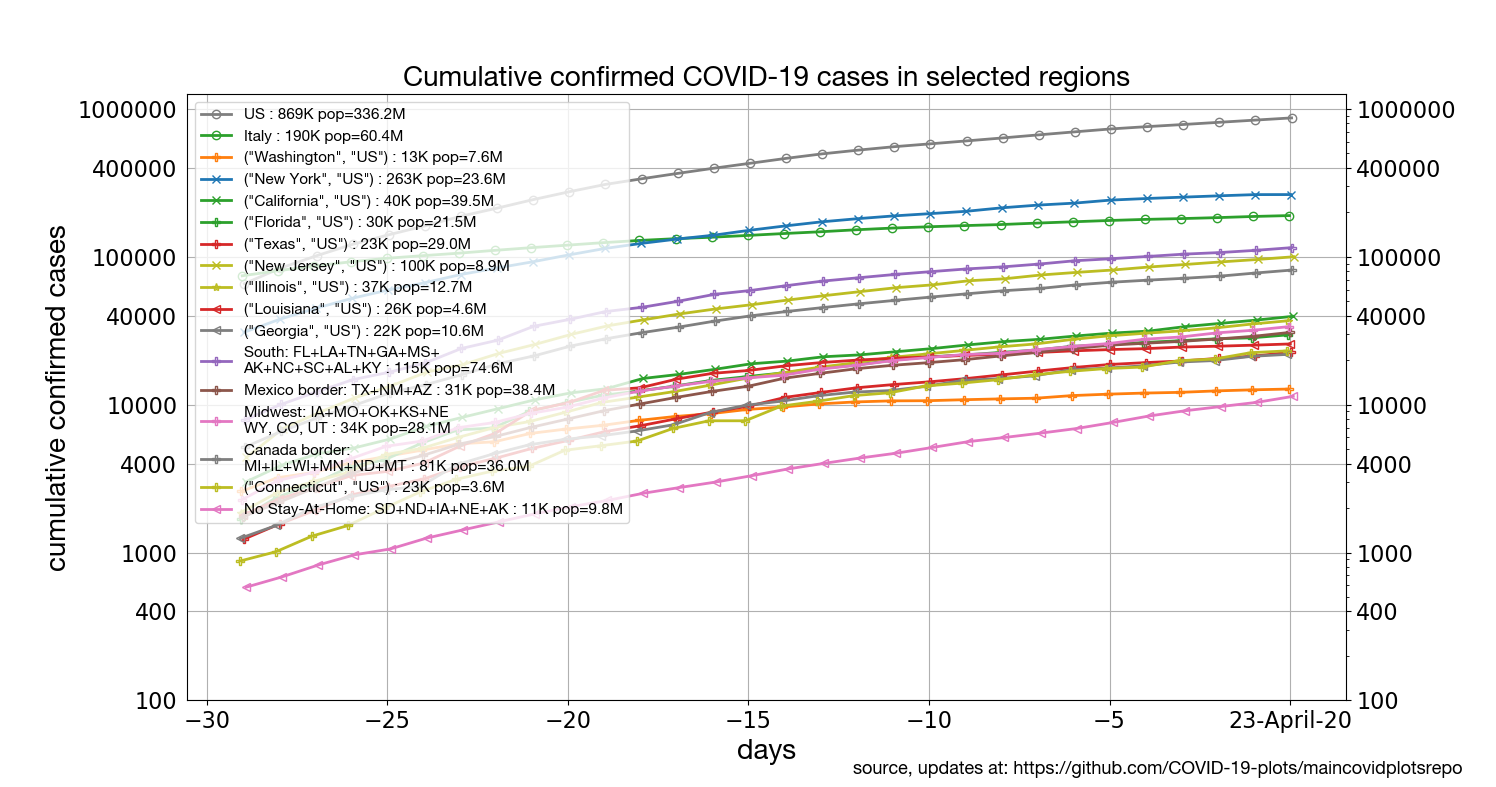 Cumulative confirmed COVID-19 cases in selected regions
cumulative confirmed cases
1000000
400000
100000
40000
10000
4000
1000
400
100
US : 869K pop=336.2M
Italy : 190K pop=60.4M
("Washington", "US") : 13K pop=7.6M
("New York", "US") : 263K pop=23.6M
("California", "US") : 40K pop=39.5M
("Florida", "US") : 30K pop=21.5M
("Texas", "US") : 23K pop=29.0M
("New Jersey", "US") : 100K pop=8.9M
("Illinois", "US") : 37K pop=12.7M
("Louisiana", "US") : 26K pop=4.6M
("Georgia", "US") : 22K pop=10.6M
South: FL+LA+TN+GA+MS+
AK+NC+SC+AL+KY : 115K pop=74.6M
Mexico border: TX+NM+AZ : 31K pop=38.4M
Midwest: IA+MO+OK+KS+NE
WY, CO, UT : 34K pop=28.1M
Canada border:
MI+IL+WI+MN+ND+MT : 81K pop=36.0M
("Connecticut", "US") : 23K pop=3.6M
No Stay-At-Home: SD+ND+IA+NE+AK : 11K pop=9.8M
1000000
400000
100000
40000
10000
4000
1000
400
100
−30 −25 −20 −15 −10 −5 23-April-20
days
source, updates at: https://github.com/COVID-19-plots/maincovidplotsrepo